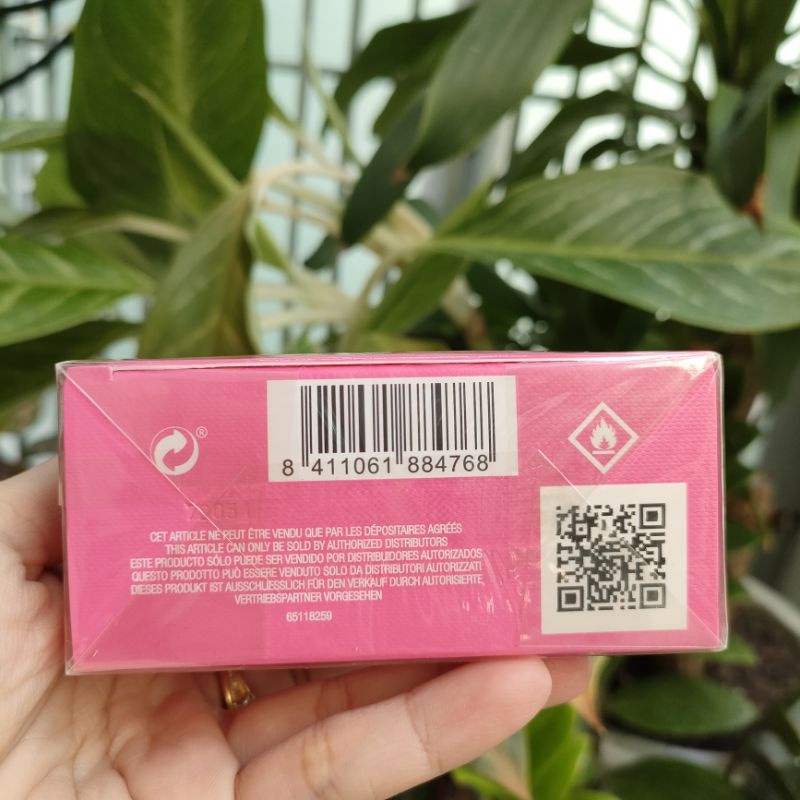 ®
8 411061 884768
CET ARTICLE NE PEUT ÊTRE VENDU QUE PAR LES DÉPOSITAIRES AGRÉÉS
THIS ARTICLE CAN ONLY BE SOLD BY AUTHORIZED DISTRIBUTORS
ESTE PRODUCTO SÓLO PUEDE SER VENDIDO POR DISTRIBUIDORES AUTORIZADOS
QUESTO PRODOTTO PUÒ ESSERE VENDUTO SOLO DA DISTRIBUTORI AUTORIZZATI
DIESES PRODUKT IST AUSSCHLIESSLICH FÜR DEN VERKAUF DURCH AUTORISIERTE
VERTRIEBSPARTNER VORGESEHEN
65118259